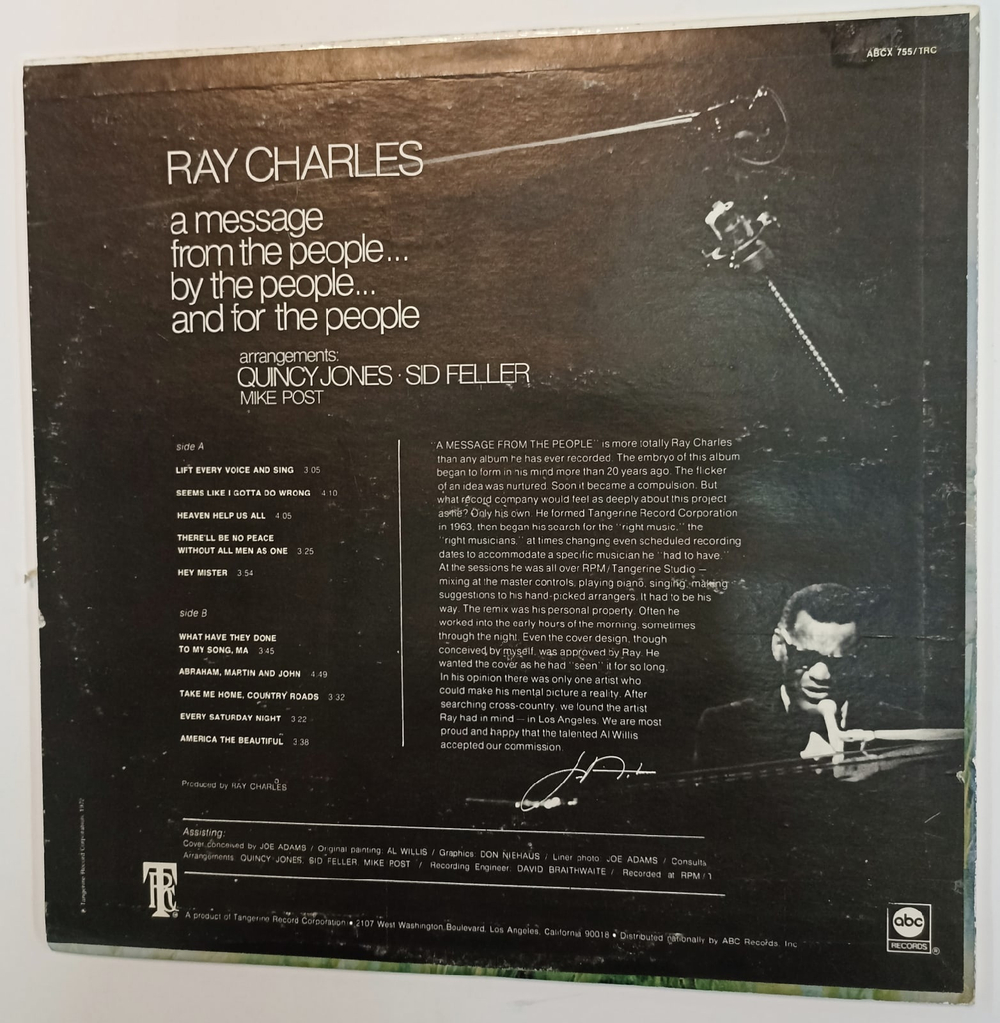 ABCX 755/TRC
RAY CHARLES
a message
from the people...
by the people...
and for the people
arrangements:
QUINCY JONES · SID FELLER
MIKE POST
side A
LIFT EVERY VOICE AND SING 3:05
SEEMS LIKE I GOTTA DO WRONG 4:10
HEAVEN HELP US ALL 4:05
THERE'LL BE NO PEACE
WITHOUT ALL MEN AS ONE 3:25
HEY MISTER 3:54
side B
WHAT HAVE THEY DONE
TO MY SONG, MA 3:45
ABRAHAM, MARTIN AND JOHN 4:49
TAKE ME HOME, COUNTRY ROADS 3:32
EVERY SATURDAY NIGHT 3:22
AMERICA THE BEAUTIFUL 3:38
Produced by RAY CHARLES
"A MESSAGE FROM THE PEOPLE" is more totally Ray Charles
than any album he has ever recorded. The embryo of this album
began to form in his mind more than 20 years ago. The flicker
of an idea was nurtured. Soon it became a compulsion. But
what record company would feel as deeply about this project
as he? Only his own. He formed Tangerine Record Corporation
in 1963, then began his search for the "right music," the
"right musicians," at times changing even scheduled recording
dates to accommodate a specific musician he "had to have."
At the sessions he was all over RPM/Tangerine Studio —
mixing at the master controls, playing piano, singing, making
suggestions to his hand-picked arrangers. It had to be his
way. The remix was his personal property. Often he
worked into the early hours of the morning, sometimes
through the night. Even the cover design, though
conceived by myself, was approved by Ray. He
wanted the cover as he had "seen" it for so long.
In his opinion there was only one artist who
could make his mental picture a reality. After
searching cross-country, we found the artist
Ray had in mind — in Los Angeles. We are most
proud and happy that the talented Al Willis
accepted our commission.
Assisting:
Cover conceived by JOE ADAMS / Original painting: AL WILLIS / Graphics: DON NIEHAUS / Liner photo: JOE ADAMS / Consult
Arrangements: QUINCY JONES, SID FELLER, MIKE POST / Recording Engineer: DAVID BRAITHWAITE / Recorded at RPM/T
℗ Tangerine Record Corporation 1972
TRC ®
A product of Tangerine Record Corporation • 2107 West Washington Boulevard, Los Angeles, California 90018 • Distributed nationally by ABC Records, Inc
abc
RECORDS ®